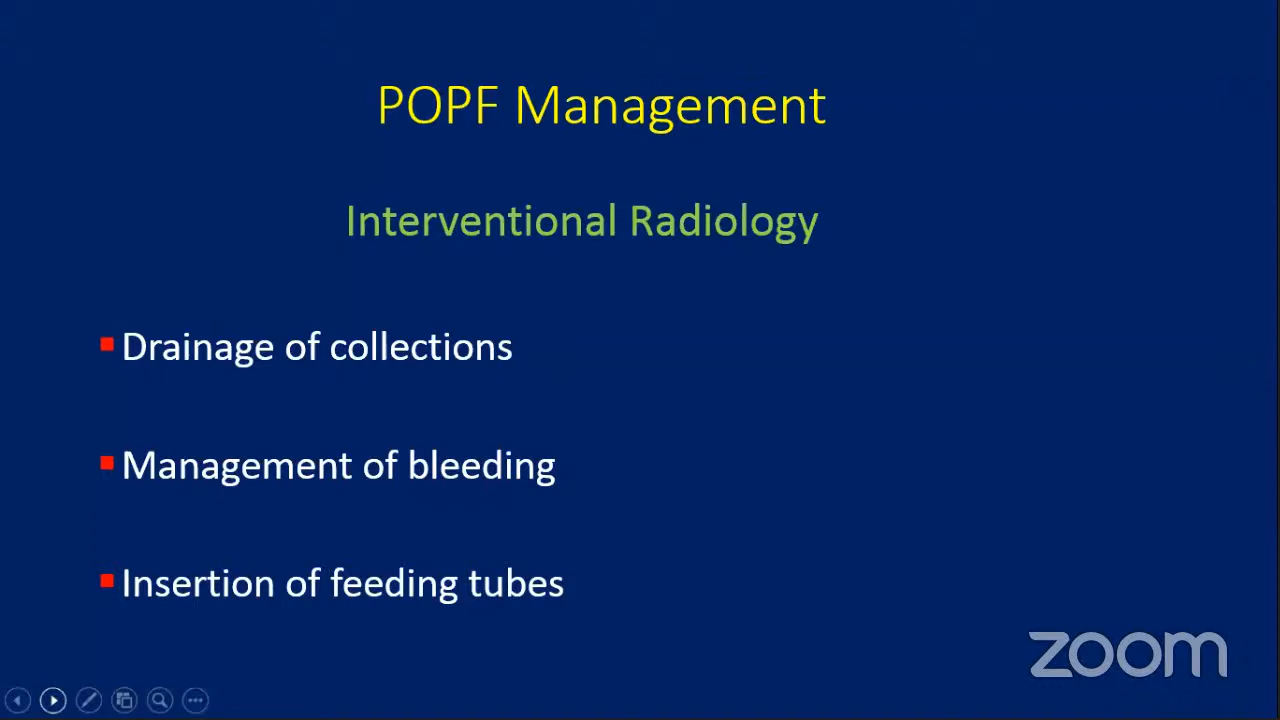 POPF Management
Interventional Radiology
Drainage of collections
Management of bleeding
Insertion of feeding tubes
zoom